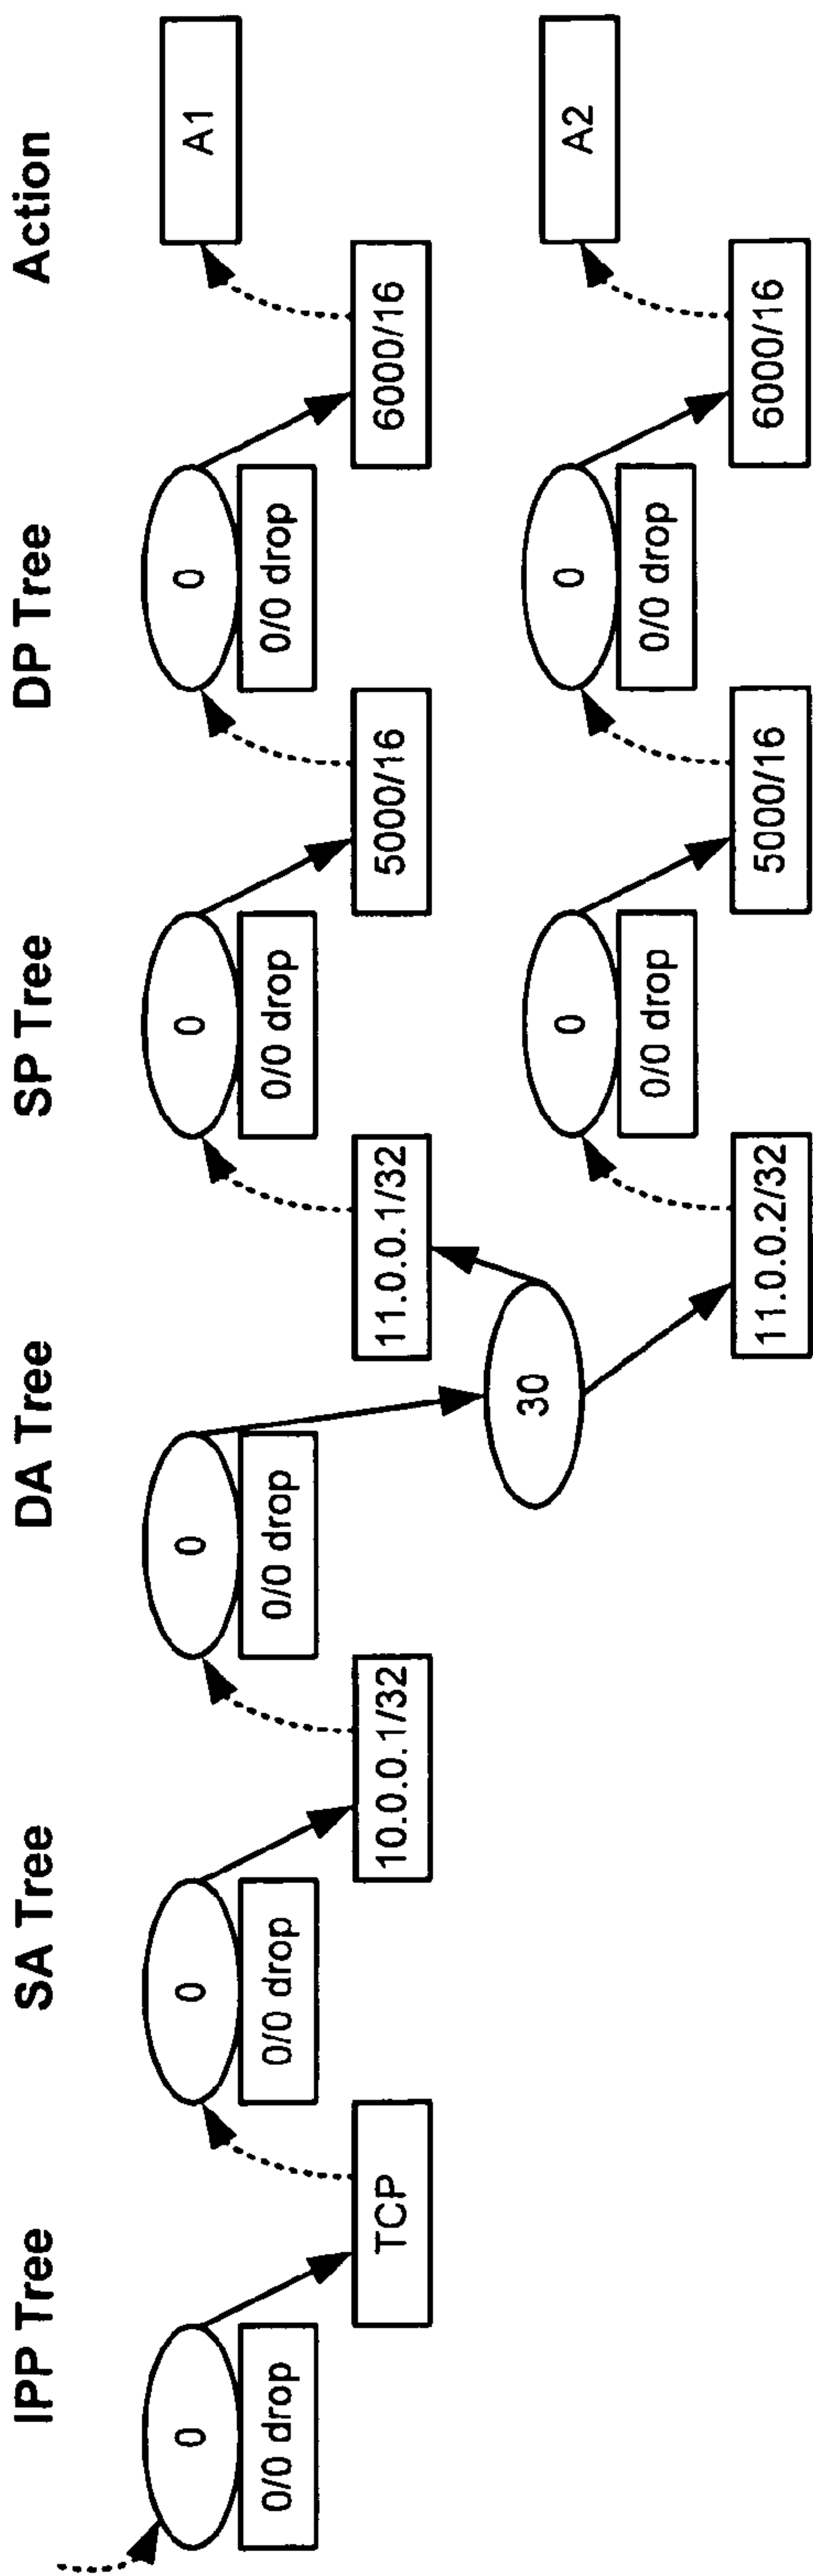 IPP Tree
SA Tree
DA Tree
SP Tree
DP Tree
Action
0
0/0 drop
TCP
0
0/0 drop
10.0.0.1/32
0
0/0 drop
30
11.0.0.1/32
0
0/0 drop
5000/16
0
0/0 drop
6000/16
A1
11.0.0.2/32
0
0/0 drop
5000/16
0
0/0 drop
6000/16
A2